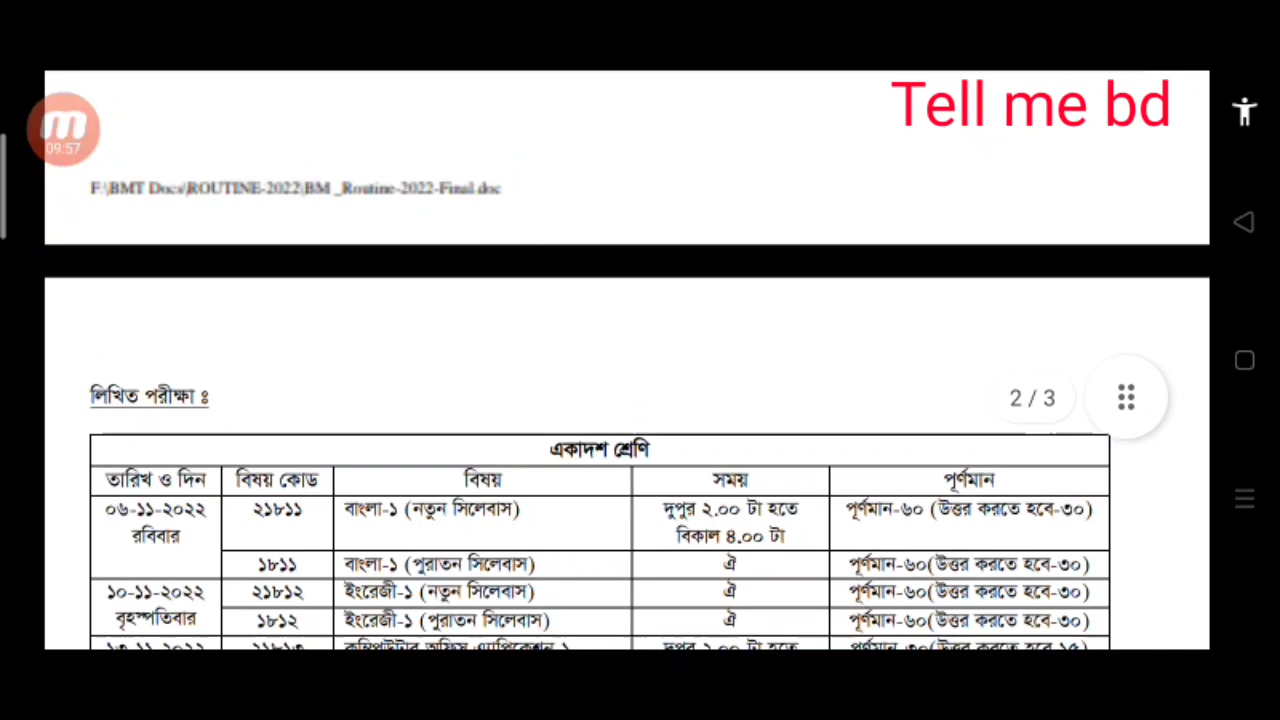 Tell me bd
09:57
F:\BMT Docs\ROUTINE-2022\BM _Routine-2022-Final.doc
লিখিত পরীক্ষা ঃ
2 / 3
একাদশ শ্রেণি
তারিখ ও দিন বিষয় কোড বিষয় সময় পূর্ণমান
০৬-১১-২০২২ ২১৮১১ বাংলা-১ (নতুন সিলেবাস) দুপুর ২.০০ টা হতে পূর্ণমান-৬০ (উত্তর করতে হবে-৩০)
রবিবার বিকাল ৪.০০ টা
১৮১১ বাংলা-১ (পুরাতন সিলেবাস) ঐ পূর্ণমান-৬০(উত্তর করতে হবে-৩০)
১০-১১-২০২২ ২১৮১২ ইংরেজী-১ (নতুন সিলেবাস) ঐ পূর্ণমান-৬০(উত্তর করতে হবে-৩০)
বৃহস্পতিবার ১৮১২ ইংরেজী-১ (পুরাতন সিলেবাস) ঐ পূর্ণমান-৬০(উত্তর করতে হবে-৩০)